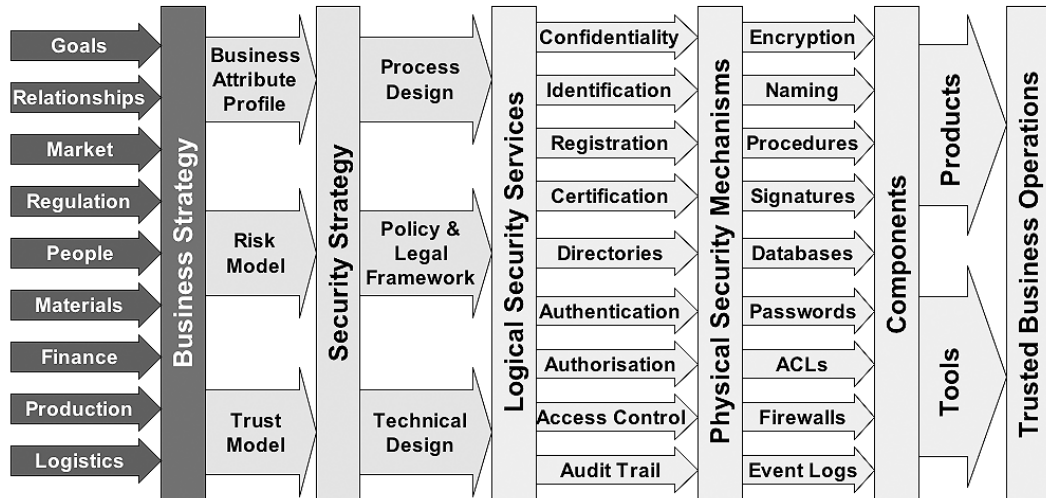 Goals
Relationships
Market
Regulation
People
Materials
Finance
Production
Logistics
Business Strategy
Business
Attribute
Profile
Risk
Model
Trust
Model
Security Strategy
Process
Design
Policy &
Legal
Framework
Technical
Design
Logical Security Services
Confidentiality
Identification
Registration
Certification
Directories
Authentication
Authorisation
Access Control
Audit Trail
Physical Security Mechanisms
Encryption
Naming
Procedures
Signatures
Databases
Passwords
ACLs
Firewalls
Event Logs
Components
Products
Tools
Trusted Business Operations